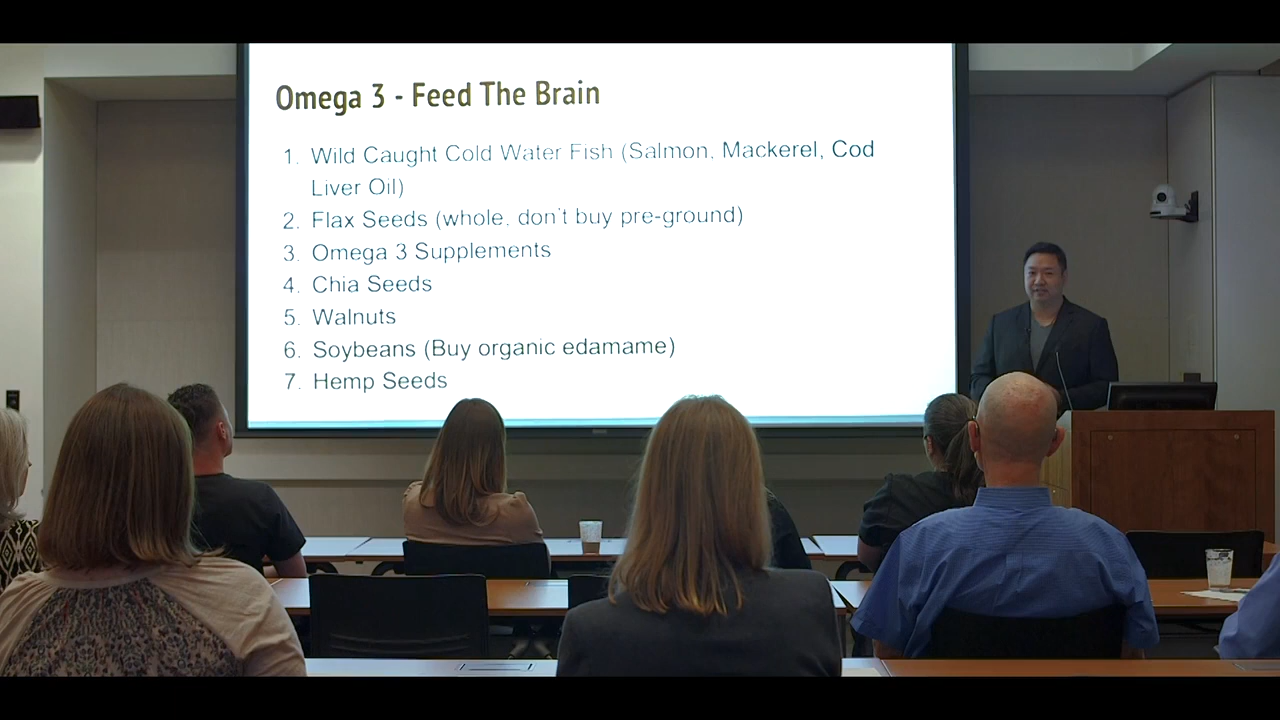 Omega 3 - Feed The Brain
1. Wild Caught Cold Water Fish (Salmon, Mackerel, Cod
Liver Oil)
2. Flax Seeds (whole, don't buy pre-ground)
3. Omega 3 Supplements
4. Chia Seeds
5. Walnuts
6. Soybeans (Buy organic edamame)
7. Hemp Seeds